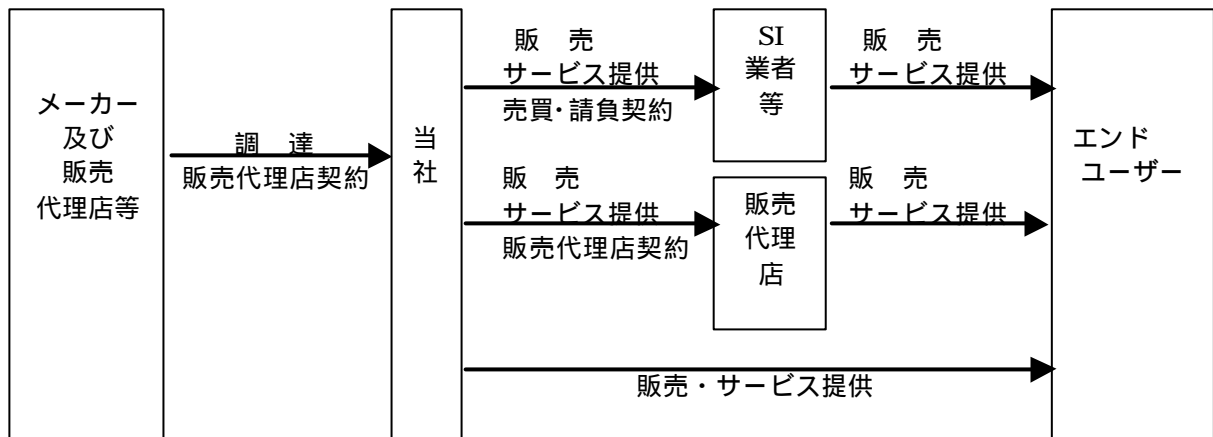 メーカー
及び
販売
代理店等
調 達
販売代理店契約
当
社
販 売
サービス提供
売買・請負契約
販 売
サービス提供
販売代理店契約
SI
業者
等
販売
代理
店
販 売
サービス提供
販 売
サービス提供
販売・サービス提供
エンド
ユーザー